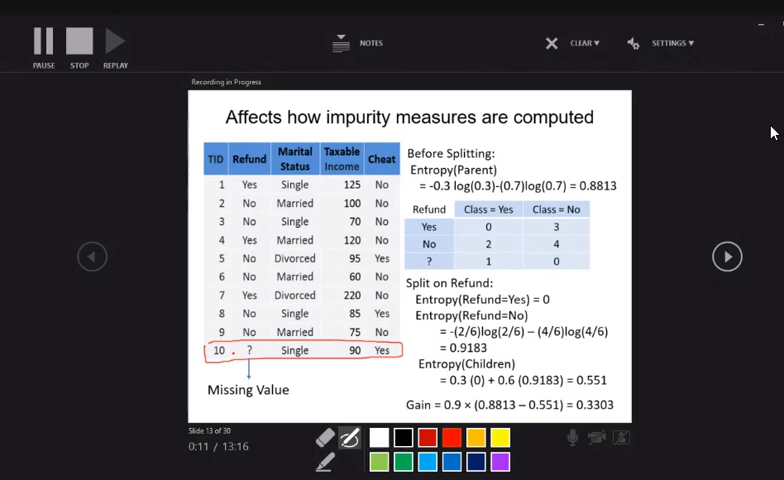 PAUSE STOP REPLAY
NOTES
CLEAR ▾
SETTINGS ▾
Recording in Progress
Affects how impurity measures are computed
TID Refund Marital Status Taxable Income Cheat
1 Yes Single 125 No
2 No Married 100 No
3 No Single 70 No
4 Yes Married 120 No
5 No Divorced 95 Yes
6 No Married 60 No
7 Yes Divorced 220 No
8 No Single 85 Yes
9 No Married 75 No
10 ? Single 90 Yes
Missing Value
Before Splitting:
Entropy(Parent)
= -0.3 log(0.3)-(0.7)log(0.7) = 0.8813
Refund Class = Yes Class = No
Yes 0 3
No 2 4
? 1 0
Split on Refund:
Entropy(Refund=Yes) = 0
Entropy(Refund=No)
= -(2/6)log(2/6) – (4/6)log(4/6)
= 0.9183
Entropy(Children)
= 0.3 (0) + 0.6 (0.9183) = 0.551
Gain = 0.9 × (0.8813 – 0.551) = 0.3303
Slide 13 of 30
0:11 / 13:16